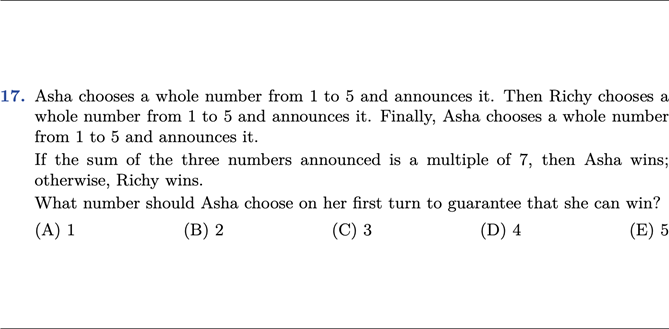 17. Asha chooses a whole number from 1 to 5 and announces it. Then Richy chooses a
whole number from 1 to 5 and announces it. Finally, Asha chooses a whole number
from 1 to 5 and announces it.
If the sum of the three numbers announced is a multiple of 7, then Asha wins;
otherwise, Richy wins.
What number should Asha choose on her first turn to guarantee that she can win?
(A) 1 (B) 2 (C) 3 (D) 4 (E) 5